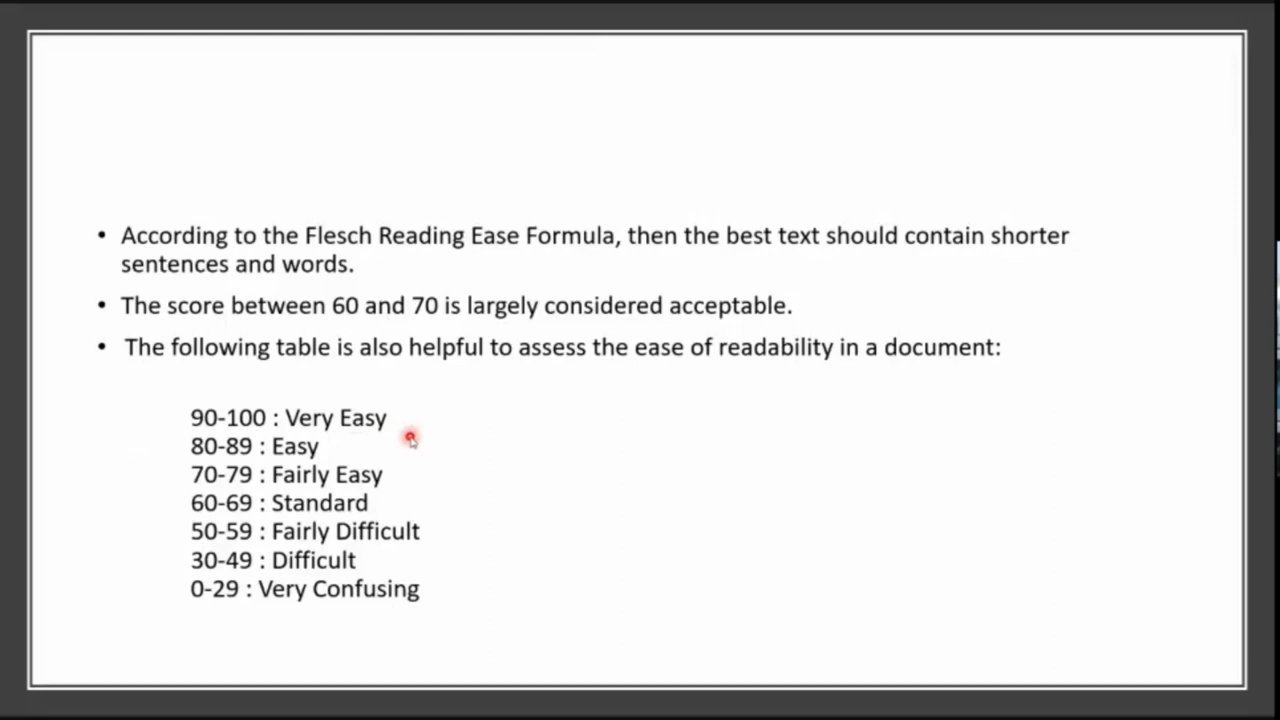 • According to the Flesch Reading Ease Formula, then the best text should contain shorter
sentences and words.
• The score between 60 and 70 is largely considered acceptable.
• The following table is also helpful to assess the ease of readability in a document:
90-100 : Very Easy
80-89 : Easy
70-79 : Fairly Easy
60-69 : Standard
50-59 : Fairly Difficult
30-49 : Difficult
0-29 : Very Confusing